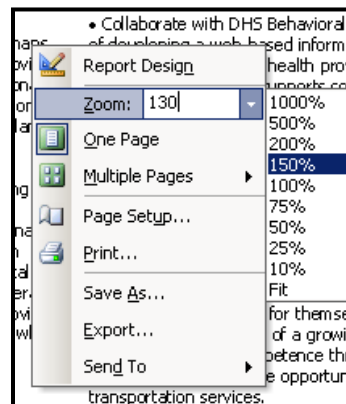 • Collaborate with DHS Behavioral
of developing a web-based inform
Report Design
health pro
Zoom: 130
1000%
500%
200%
150%
100%
75%
50%
25%
10%
Fit
One Page
Multiple Pages
Page Setup...
Print...
Save As...
Export...
Send To
for themse
of a growi
petence thr
e opportun
transportation services.